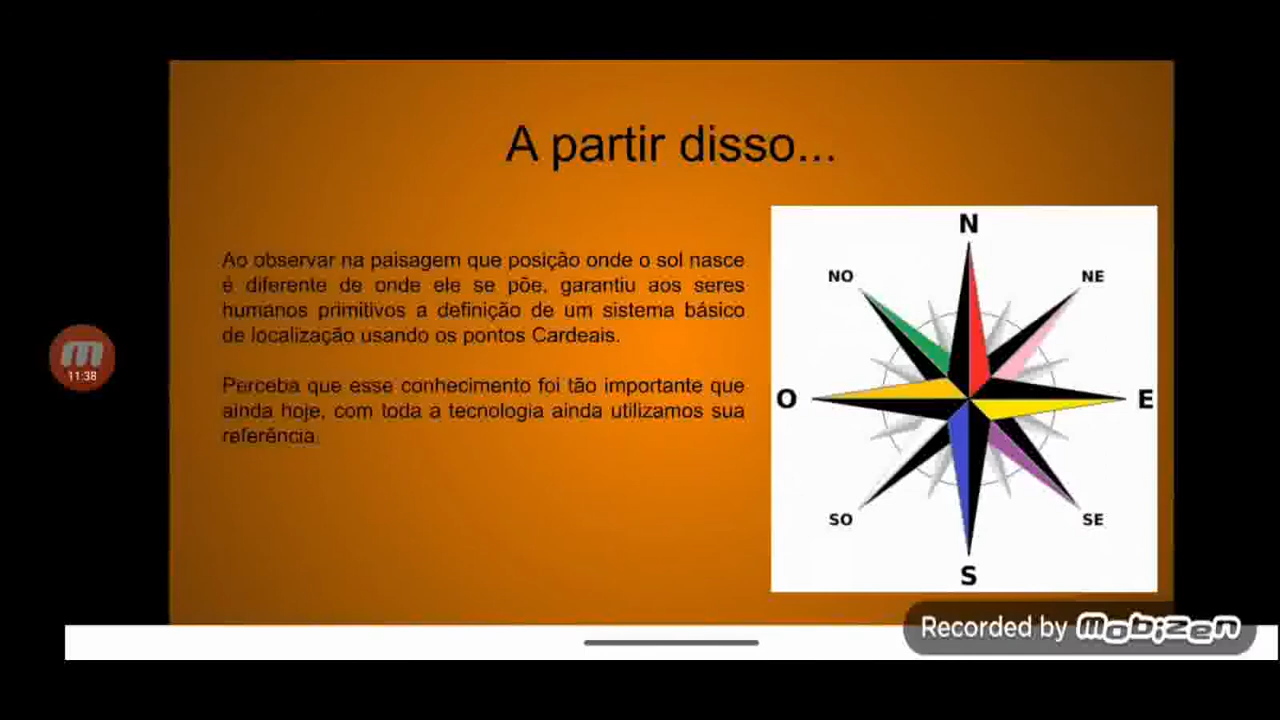 A partir disso...
Ao observar na paisagem que posição onde o sol nasce
é diferente de onde ele se põe, garantiu aos seres
humanos primitivos a definição de um sistema básico
de localização usando os pontos Cardeais.
Perceba que esse conhecimento foi tão importante que
ainda hoje, com toda a tecnologia ainda utilizamos sua
referência.
N
NO
NE
O
E
SO
SE
S
m
11:38
Recorded by Mobizen